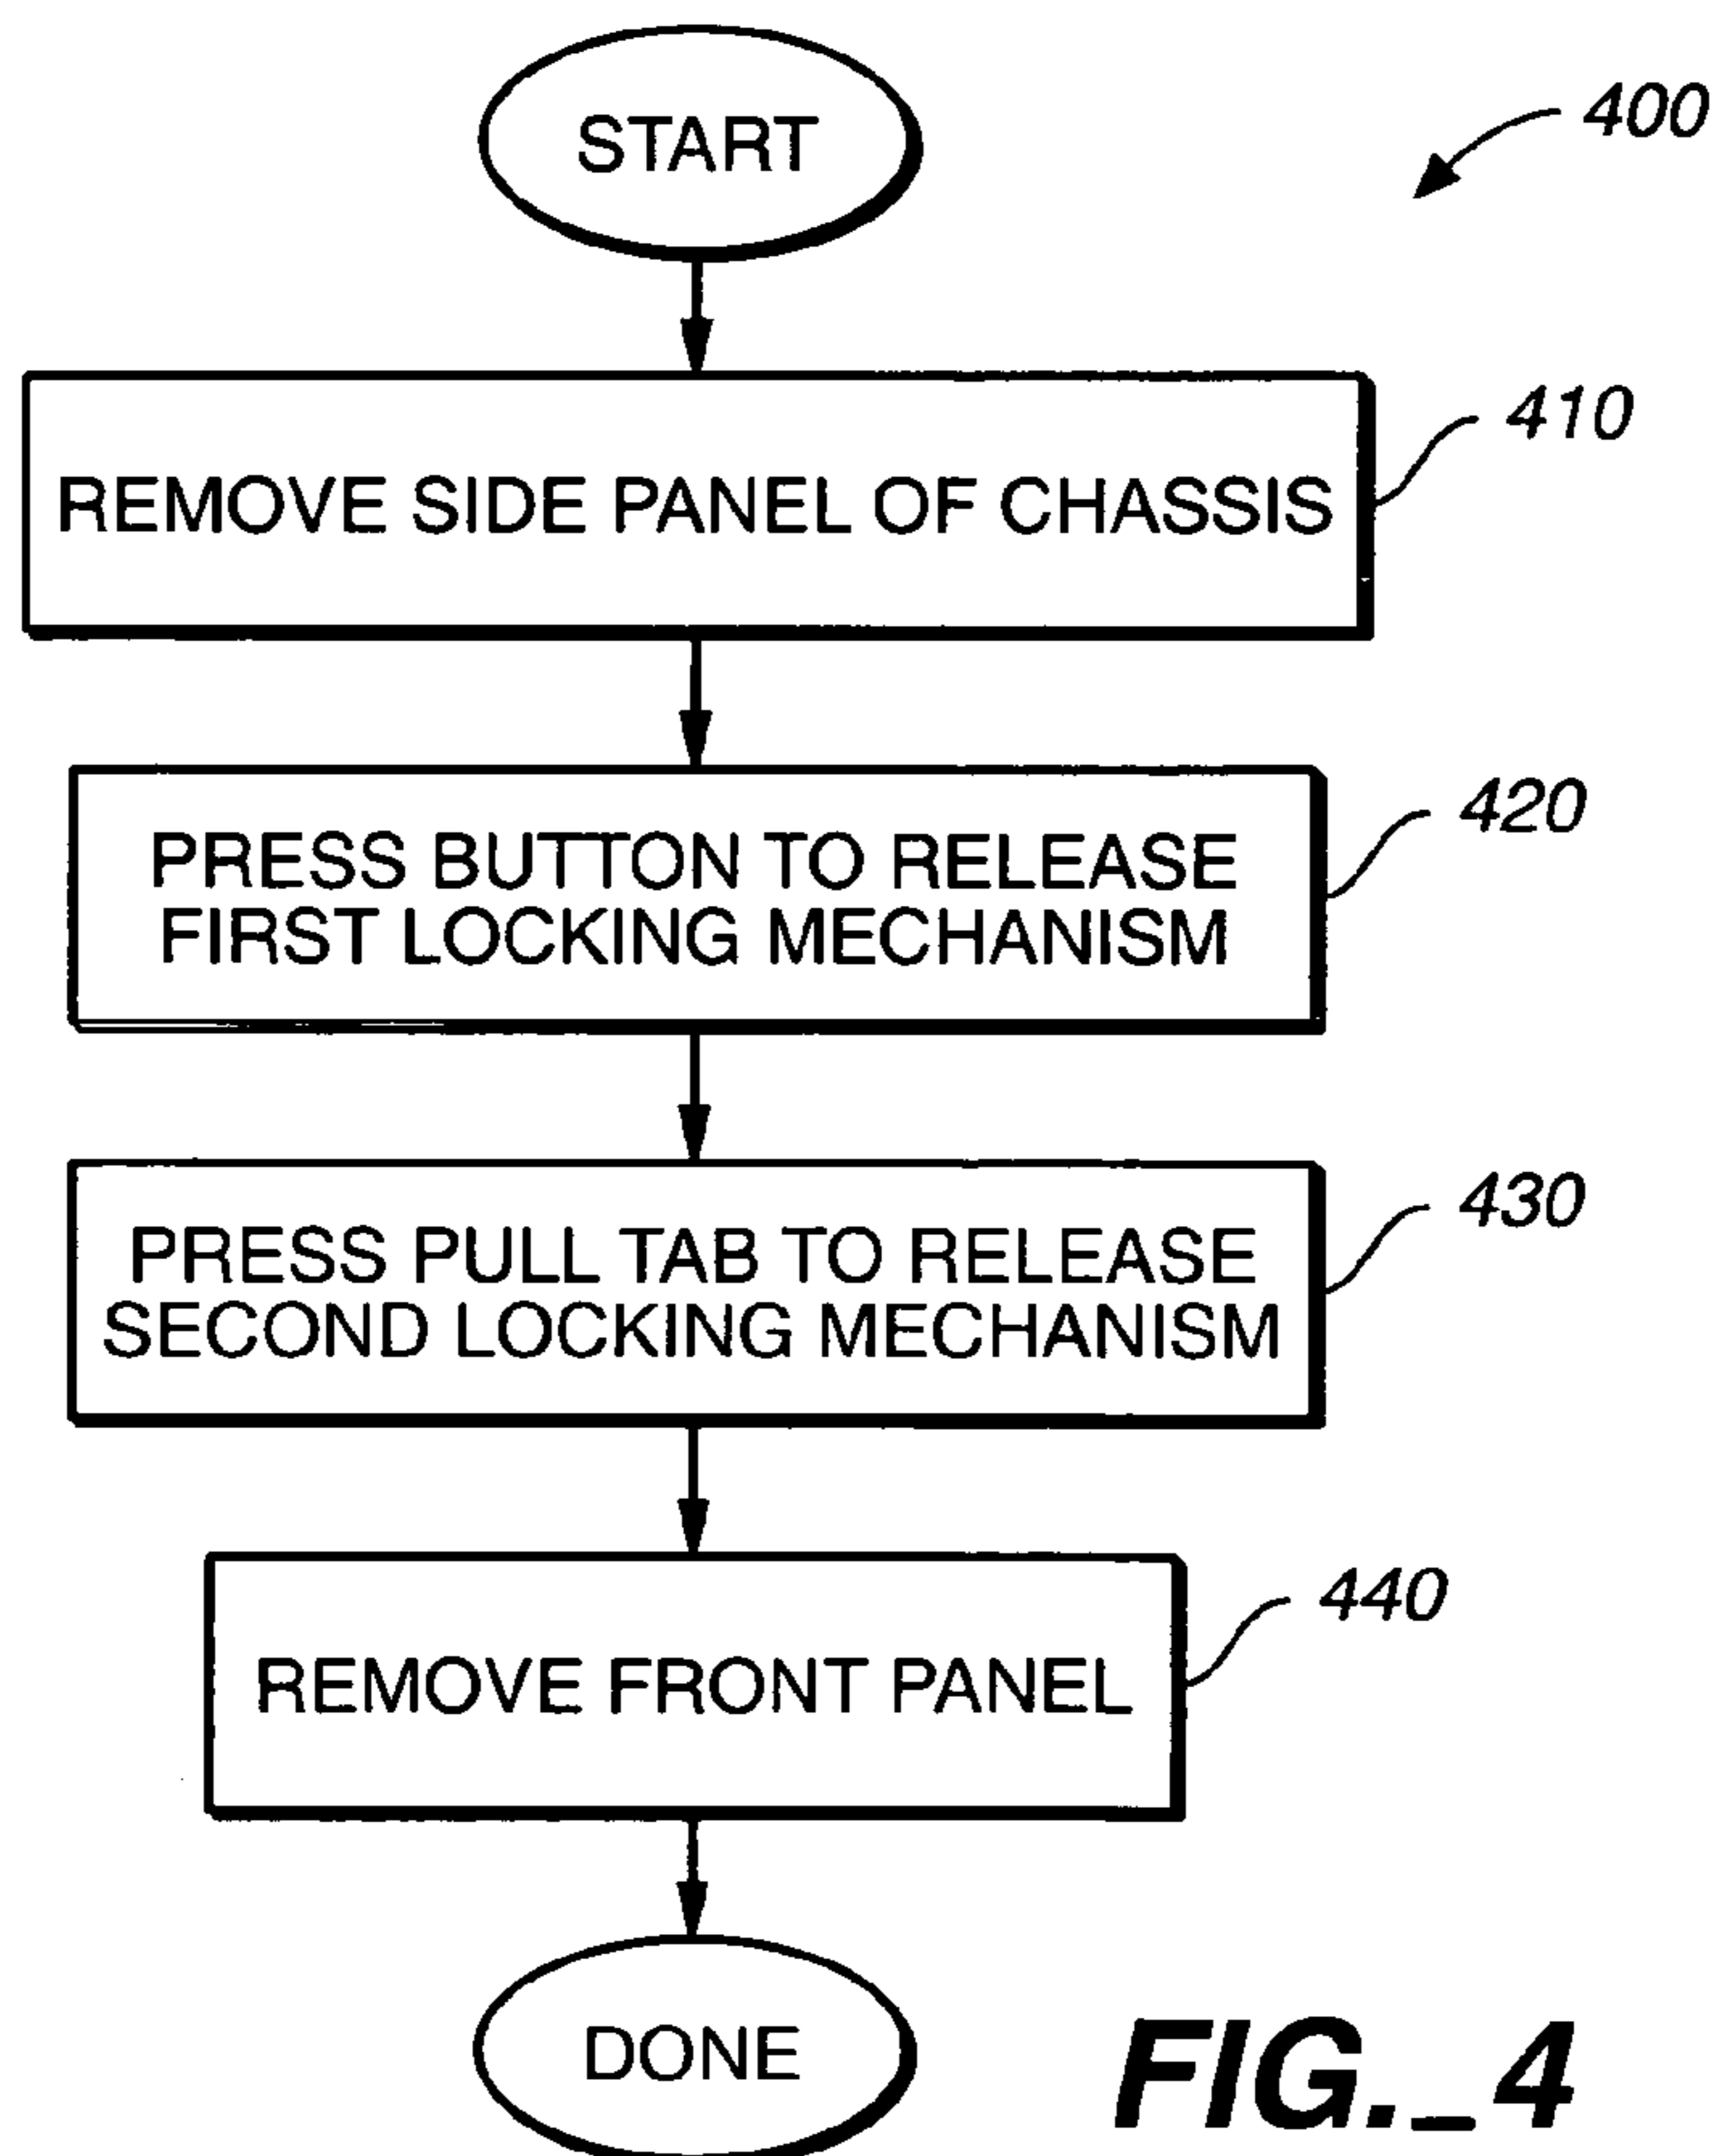 START
400
REMOVE SIDE PANEL OF CHASSIS
410
PRESS BUTTON TO RELEASE
FIRST LOCKING MECHANISM
420
PRESS PULL TAB TO RELEASE
SECOND LOCKING MECHANISM
430
REMOVE FRONT PANEL
440
DONE
FIG._4